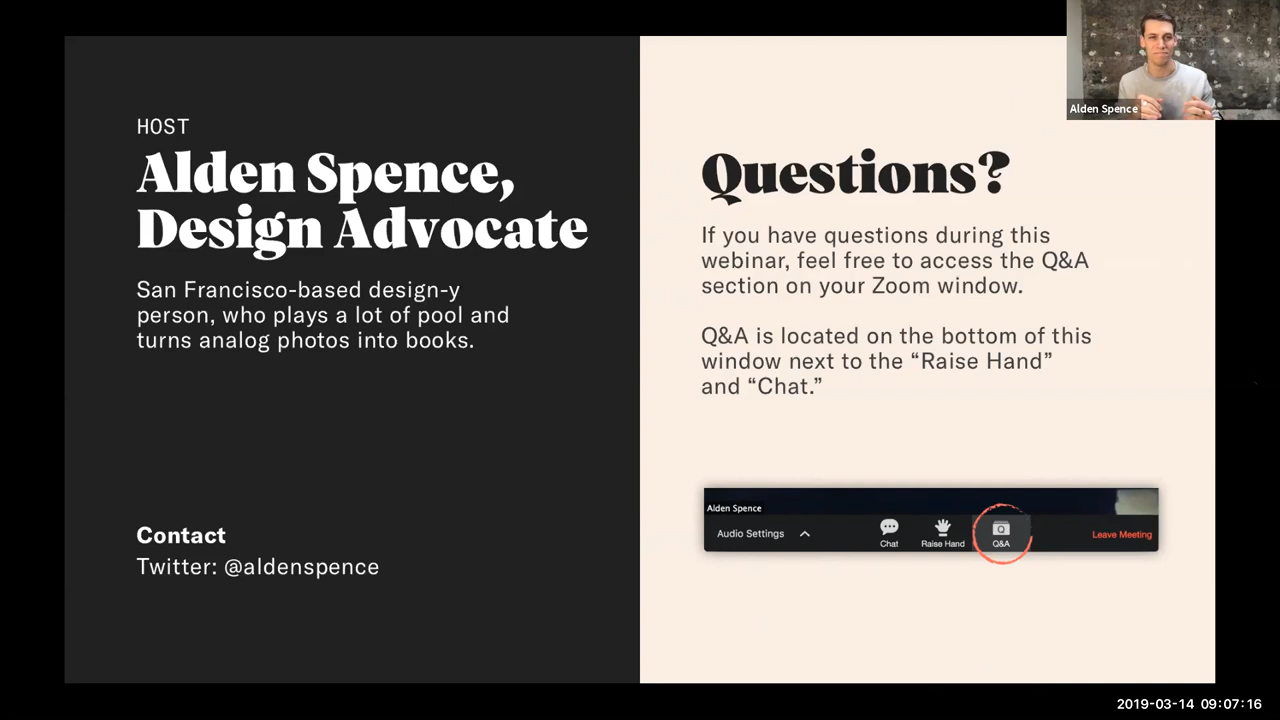 Alden Spence
HOST
Alden Spence,
Design Advocate
San Francisco-based design-y
person, who plays a lot of pool and
turns analog photos into books.
Contact
Twitter: @aldenspence
Questions?
If you have questions during this
webinar, feel free to access the Q&A
section on your Zoom window.
Q&A is located on the bottom of this
window next to the “Raise Hand”
and “Chat.”
Alden Spence
Audio Settings
Chat
Raise Hand
Q
Q&A
Leave Meeting
2019-03-14 09:07:16